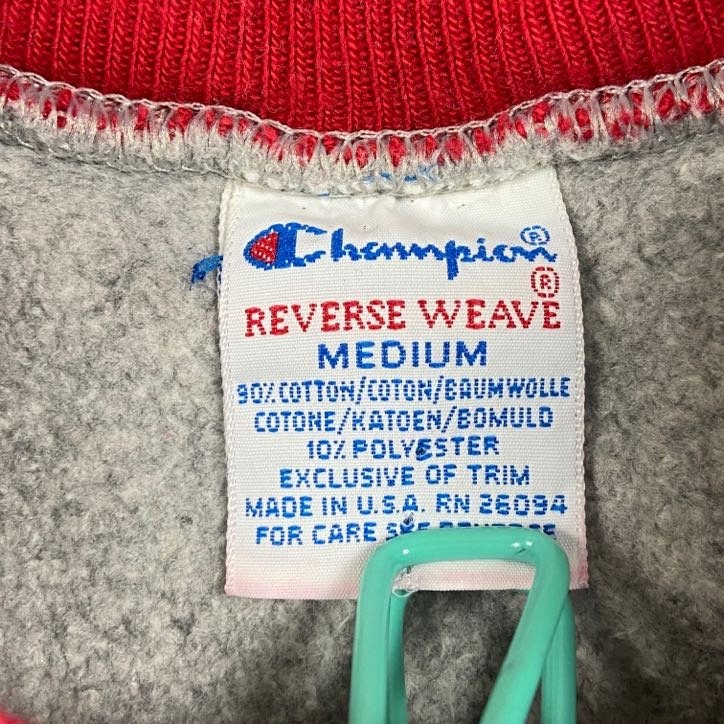 Champion®
®
REVERSE WEAVE
MEDIUM
90% COTTON/COTON/BAUMWOLLE
COTONE/KATOEN/BOMULD
10% POLYESTER
EXCLUSIVE OF TRIM
MADE IN U.S.A. RN 26094
FOR CARE SEE